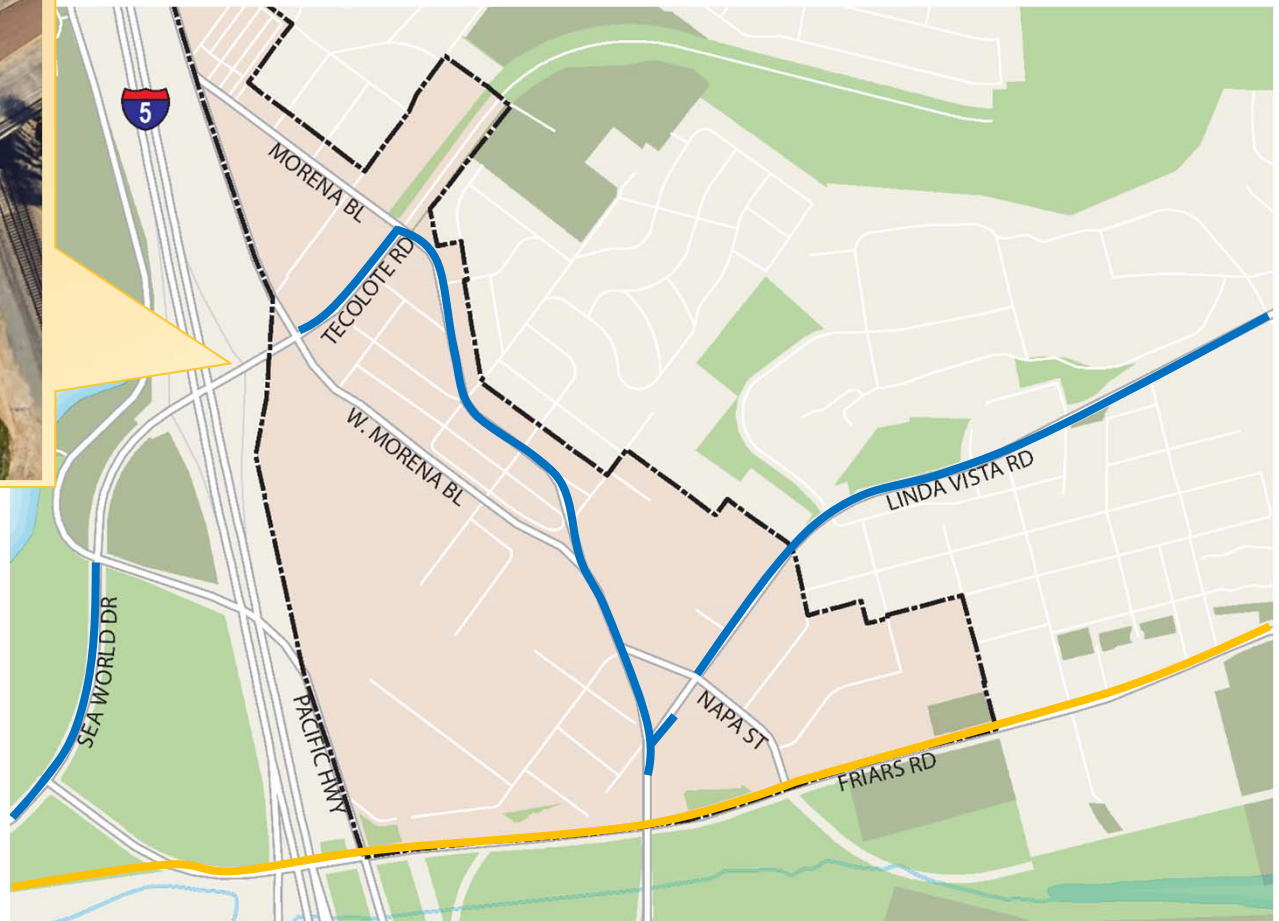 5
MORENA BL
TECOLOTE RD
W. MORENA BL
LINDA VISTA RD
SEA WORLD DR
PACIFIC HWY
NAPA ST
FRIARS RD